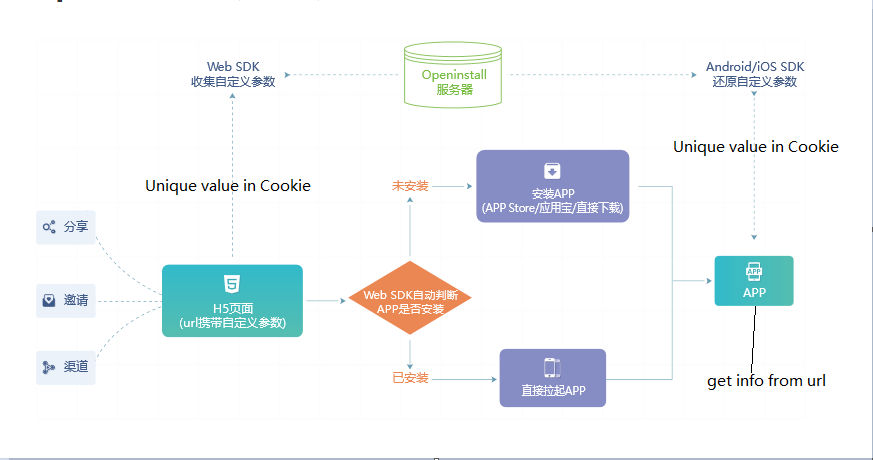 Web SDK
收集自定义参数
Openinstall
服务器
Android/iOS SDK
还原自定义参数
Unique value in Cookie
Unique value in Cookie
未安装
安装APP
(APP Store/应用宝/直接下载)
分享
邀请
渠道
H5页面
(url携带自定义参数)
Web SDK自动判断
APP是否安装
APP
APP
已安装
直接拉起APP
get info from url